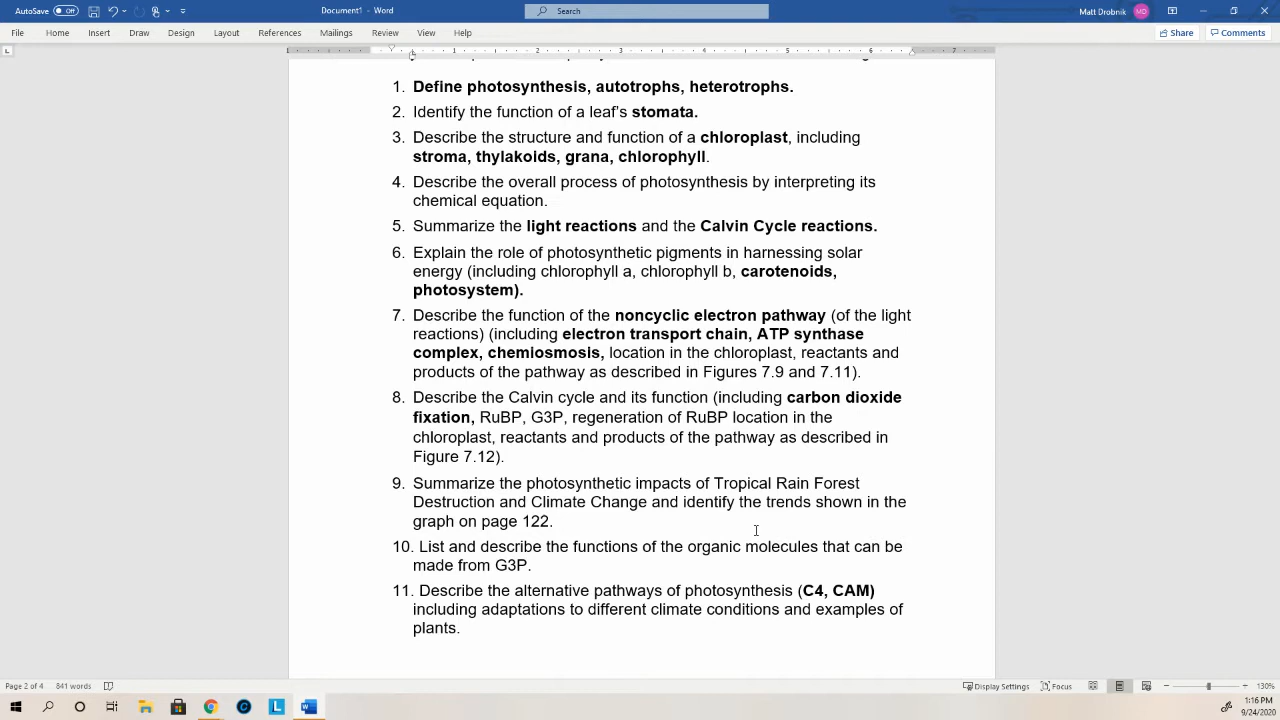 AutoSave Off Document1 - Word Search Matt Drobnik MD
File Home Insert Draw Design Layout References Mailings Review View Help Share Comments
1 2 3 4 5 6 7
1. Define photosynthesis, autotrophs, heterotrophs.
2. Identify the function of a leaf's stomata.
3. Describe the structure and function of a chloroplast, including
stroma, thylakoids, grana, chlorophyll.
4. Describe the overall process of photosynthesis by interpreting its
chemical equation.
5. Summarize the light reactions and the Calvin Cycle reactions.
6. Explain the role of photosynthetic pigments in harnessing solar
energy (including chlorophyll a, chlorophyll b, carotenoids,
photosystem).
7. Describe the function of the noncyclic electron pathway (of the light
reactions) (including electron transport chain, ATP synthase
complex, chemiosmosis, location in the chloroplast, reactants and
products of the pathway as described in Figures 7.9 and 7.11).
8. Describe the Calvin cycle and its function (including carbon dioxide
fixation, RuBP, G3P, regeneration of RuBP location in the
chloroplast, reactants and products of the pathway as described in
Figure 7.12).
9. Summarize the photosynthetic impacts of Tropical Rain Forest
Destruction and Climate Change and identify the trends shown in the
graph on page 122.
10. List and describe the functions of the organic molecules that can be
made from G3P.
11. Describe the alternative pathways of photosynthesis (C4, CAM)
including adaptations to different climate conditions and examples of
plants.
Page 2 of 4 841 words Display Settings Focus 130%
1:16 PM
9/24/2020